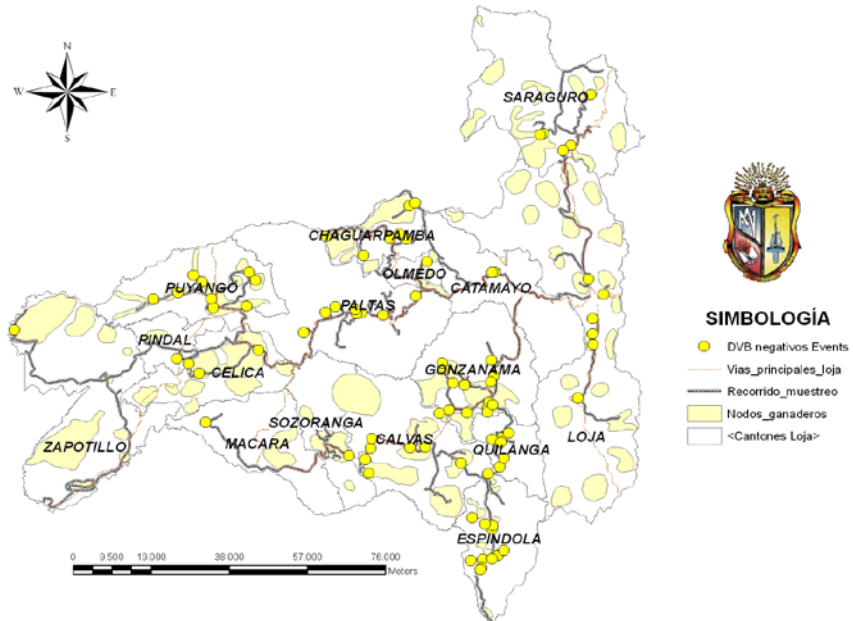 N
W E
S
SARAGURO
CHAGUARPAMBA
OLMEDO
CATAMAYO
PUYANGO
PALTAS
PINDAL
CELICA
GONZANAMA
SOZORANGA
ZAPOTILLO
MACARA
CALVAS
QUILANGA
LOJA
ESPINDOLA
0 9.500 19.000 38.000 57.000 76.000
Meters
SIMBOLOGÍA
DVB negativos Events
Vias_principales_loja
Recorrido_muestreo
Nodos_ganaderos
<Cantones Loja>